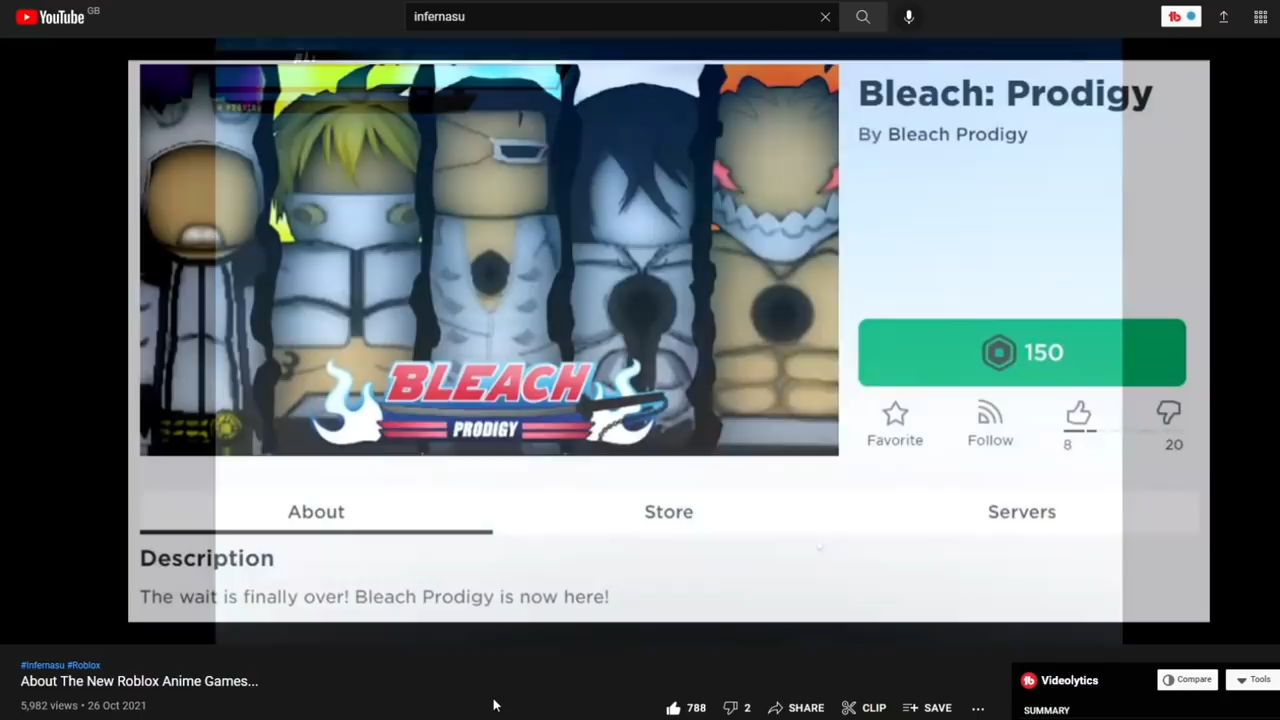 YouTube GB
infernasu
Bleach: Prodigy
By Bleach Prodigy
150
Favorite
Follow
8
20
BLEACH
PRODIGY
About
Store
Servers
Description
The wait is finally over! Bleach Prodigy is now here!
#Infernasu #Roblox
About The New Roblox Anime Games...
5,982 views • 26 Oct 2021
788
2
SHARE
CLIP
SAVE
Videolytics
Compare
Tools
SUMMARY